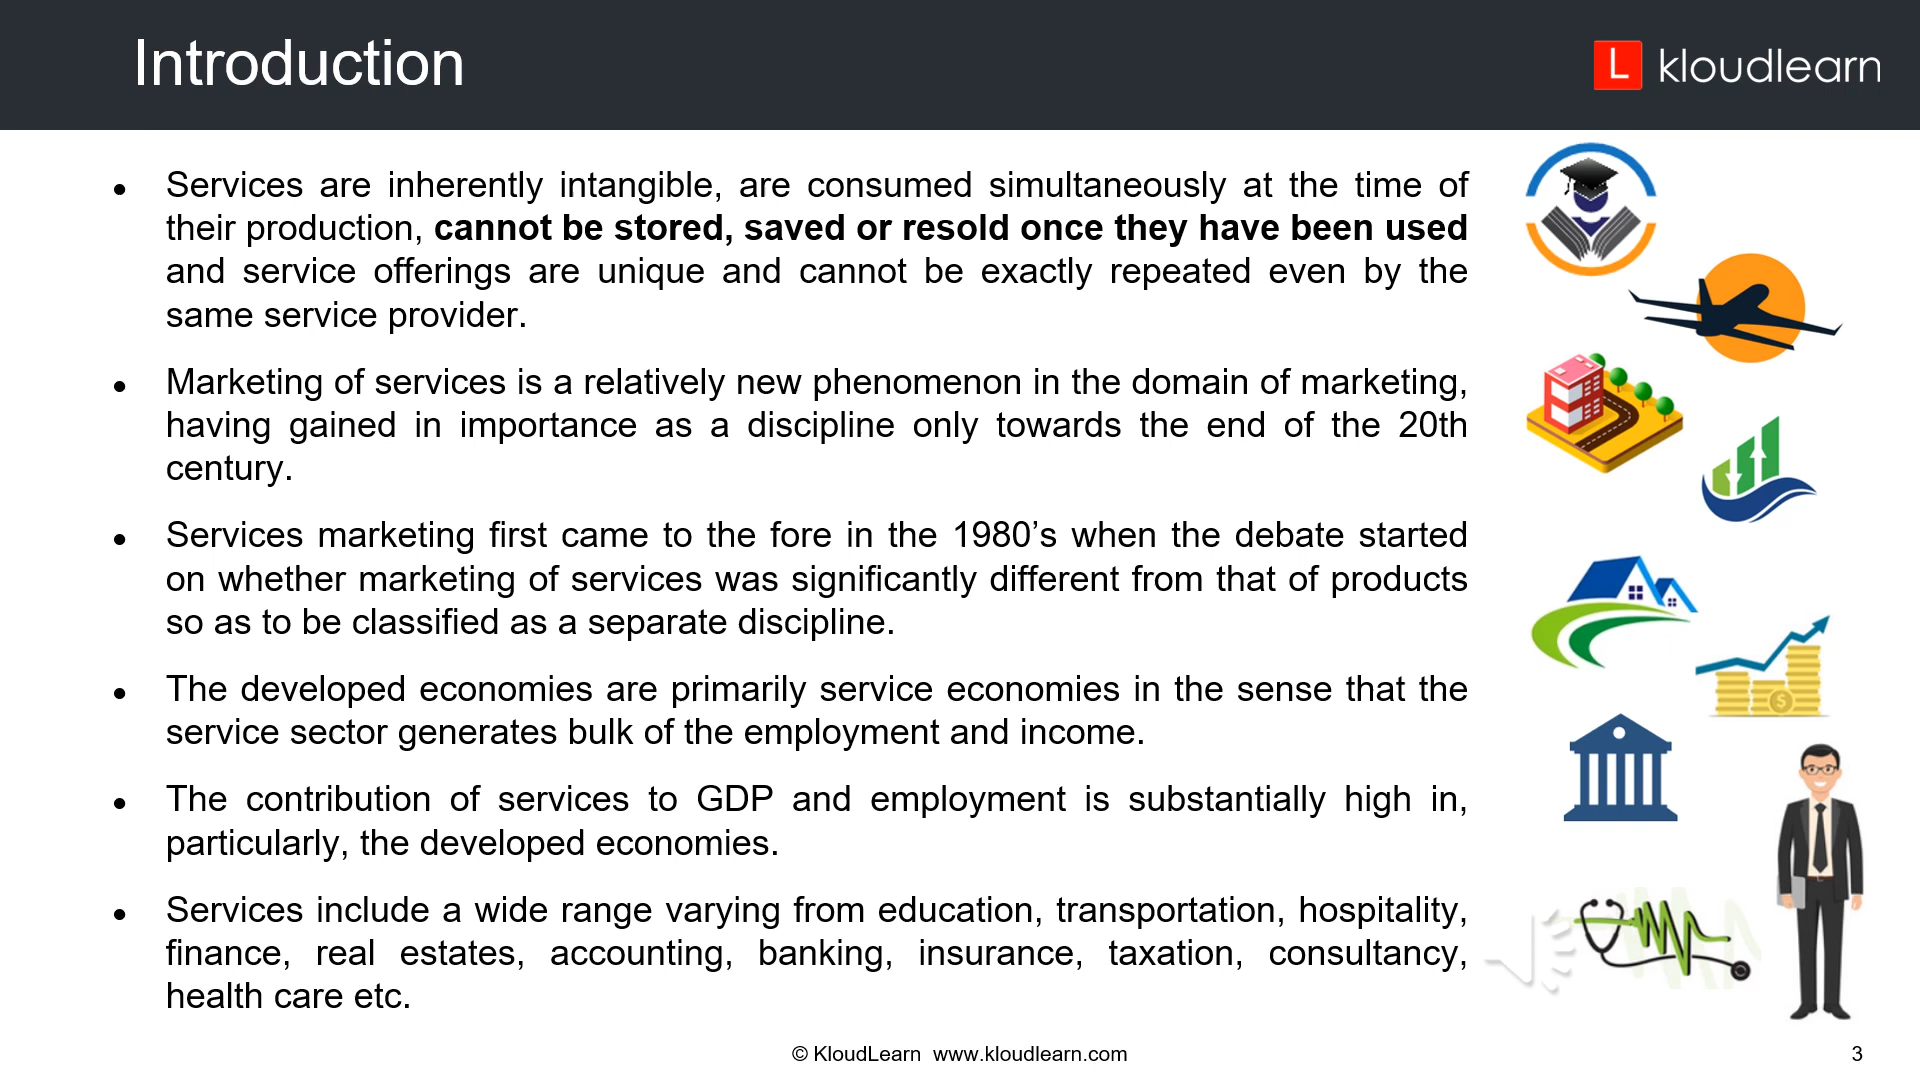 Introduction
L kloudlearn
● Services are inherently intangible, are consumed simultaneously at the time of
their production, cannot be stored, saved or resold once they have been used
and service offerings are unique and cannot be exactly repeated even by the
same service provider.
● Marketing of services is a relatively new phenomenon in the domain of marketing,
having gained in importance as a discipline only towards the end of the 20th
century.
● Services marketing first came to the fore in the 1980’s when the debate started
on whether marketing of services was significantly different from that of products
so as to be classified as a separate discipline.
● The developed economies are primarily service economies in the sense that the
service sector generates bulk of the employment and income.
● The contribution of services to GDP and employment is substantially high in,
particularly, the developed economies.
● Services include a wide range varying from education, transportation, hospitality,
finance, real estates, accounting, banking, insurance, taxation, consultancy,
health care etc.
$
© KloudLearn www.kloudlearn.com
3